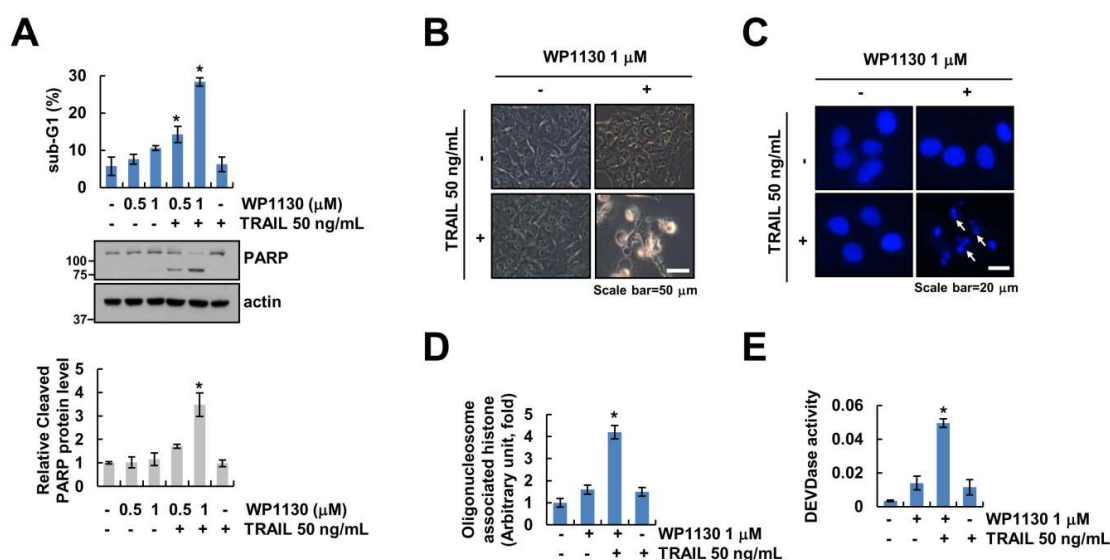 A
30
20
10
0
sub-G1 (%)
*
*
- 0.5 1 0.5 1 - WP1130 (μM)
- - - + + + TRAIL 50 ng/mL
100
75
PARP
37
actin
Relative Cleaved
PARP protein level
5
4
3
2
1
0
*
- 0.5 1 0.5 1 - WP1130 (μM)
- - - + + + TRAIL 50 ng/mL
B
WP1130 1 μM
- +
TRAIL 50 ng/mL
-
+
Scale bar=50 μm
C
WP1130 1 μM
- +
TRAIL 50 ng/mL
-
+
Scale bar=20 μm
D
Oligonucleosome
associated histone
(Arbitrary unit, fold)
5
4
3
2
1
0
*
- + + - WP1130 1 μM
- - + + TRAIL 50 ng/mL
E
DEVDase activity
0.06
0.04
0.02
0.00
*
- + + - WP1130 1 μM
- - + + TRAIL 50 ng/mL